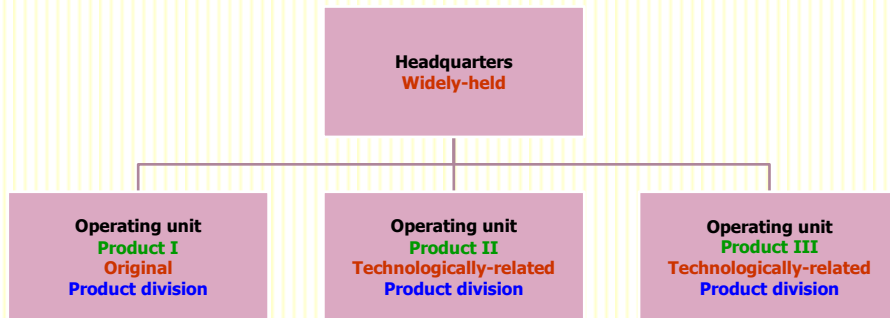 Headquarters
Widely-held
Operating unit
Product I
Original
Product division
Operating unit
Product II
Technologically-related
Product division
Operating unit
Product III
Technologically-related
Product division